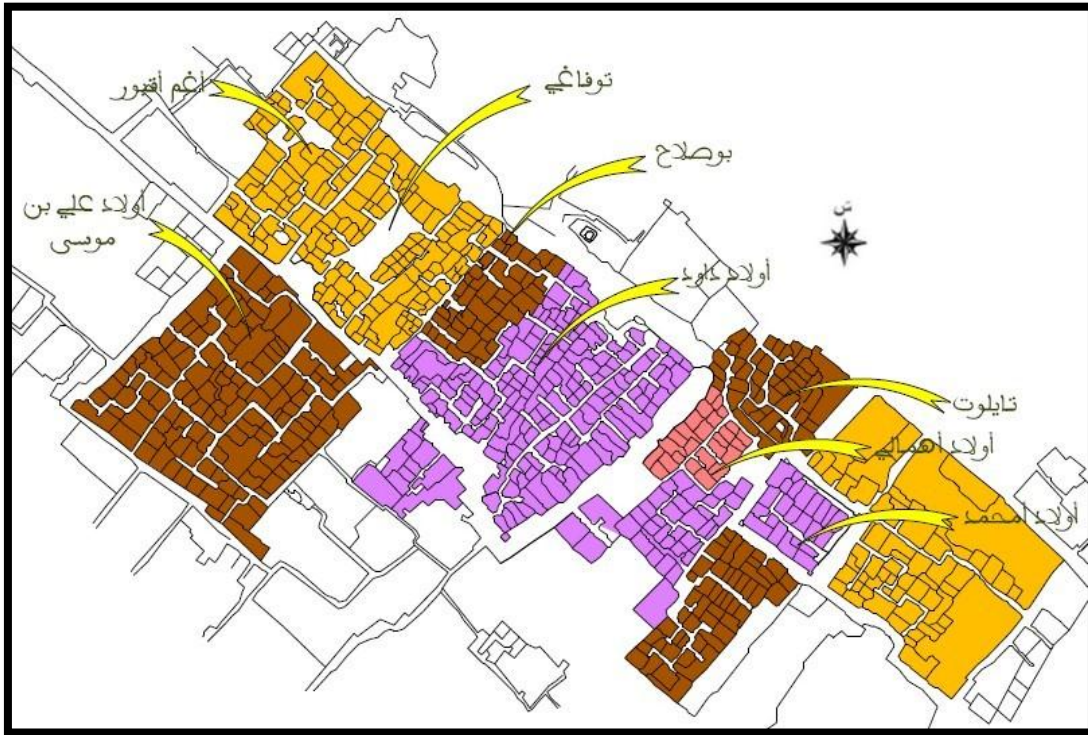 توفاغي
أغم أقبور
بوصلاح
أولاد علي بن
موسى
ش
أولاد داود
تايلوت
أولاد أهمالي
أولاد امحمد